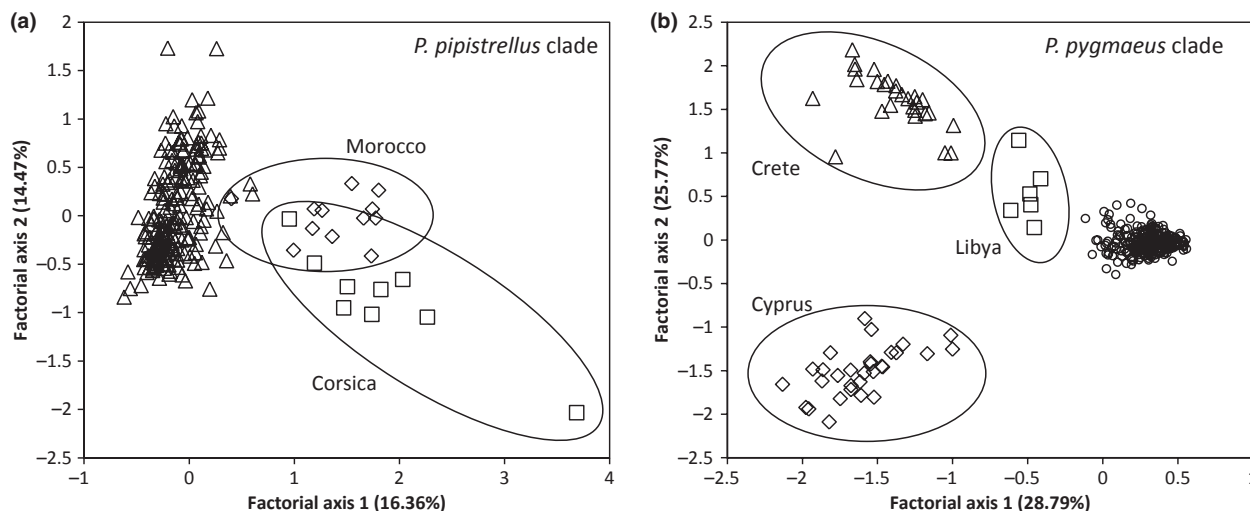 (a)
P. pipistrellus clade
2
1.5
1
0.5
0
−0.5
−1
−1.5
−2
−2.5
Factorial axis 2 (14.47%)
Morocco
Corsica
−1
0
1
2
3
4
Factorial axis 1 (16.36%)
(b)
P. pygmaeus clade
2.5
2
1.5
1
0.5
0
−0.5
−1
−1.5
−2
−2.5
Factorial axis 2 (25.77%)
Crete
Libya
Cyprus
−2.5
−2
−1.5
−1
−0.5
0
0.5
1
Factorial axis 1 (28.79%)